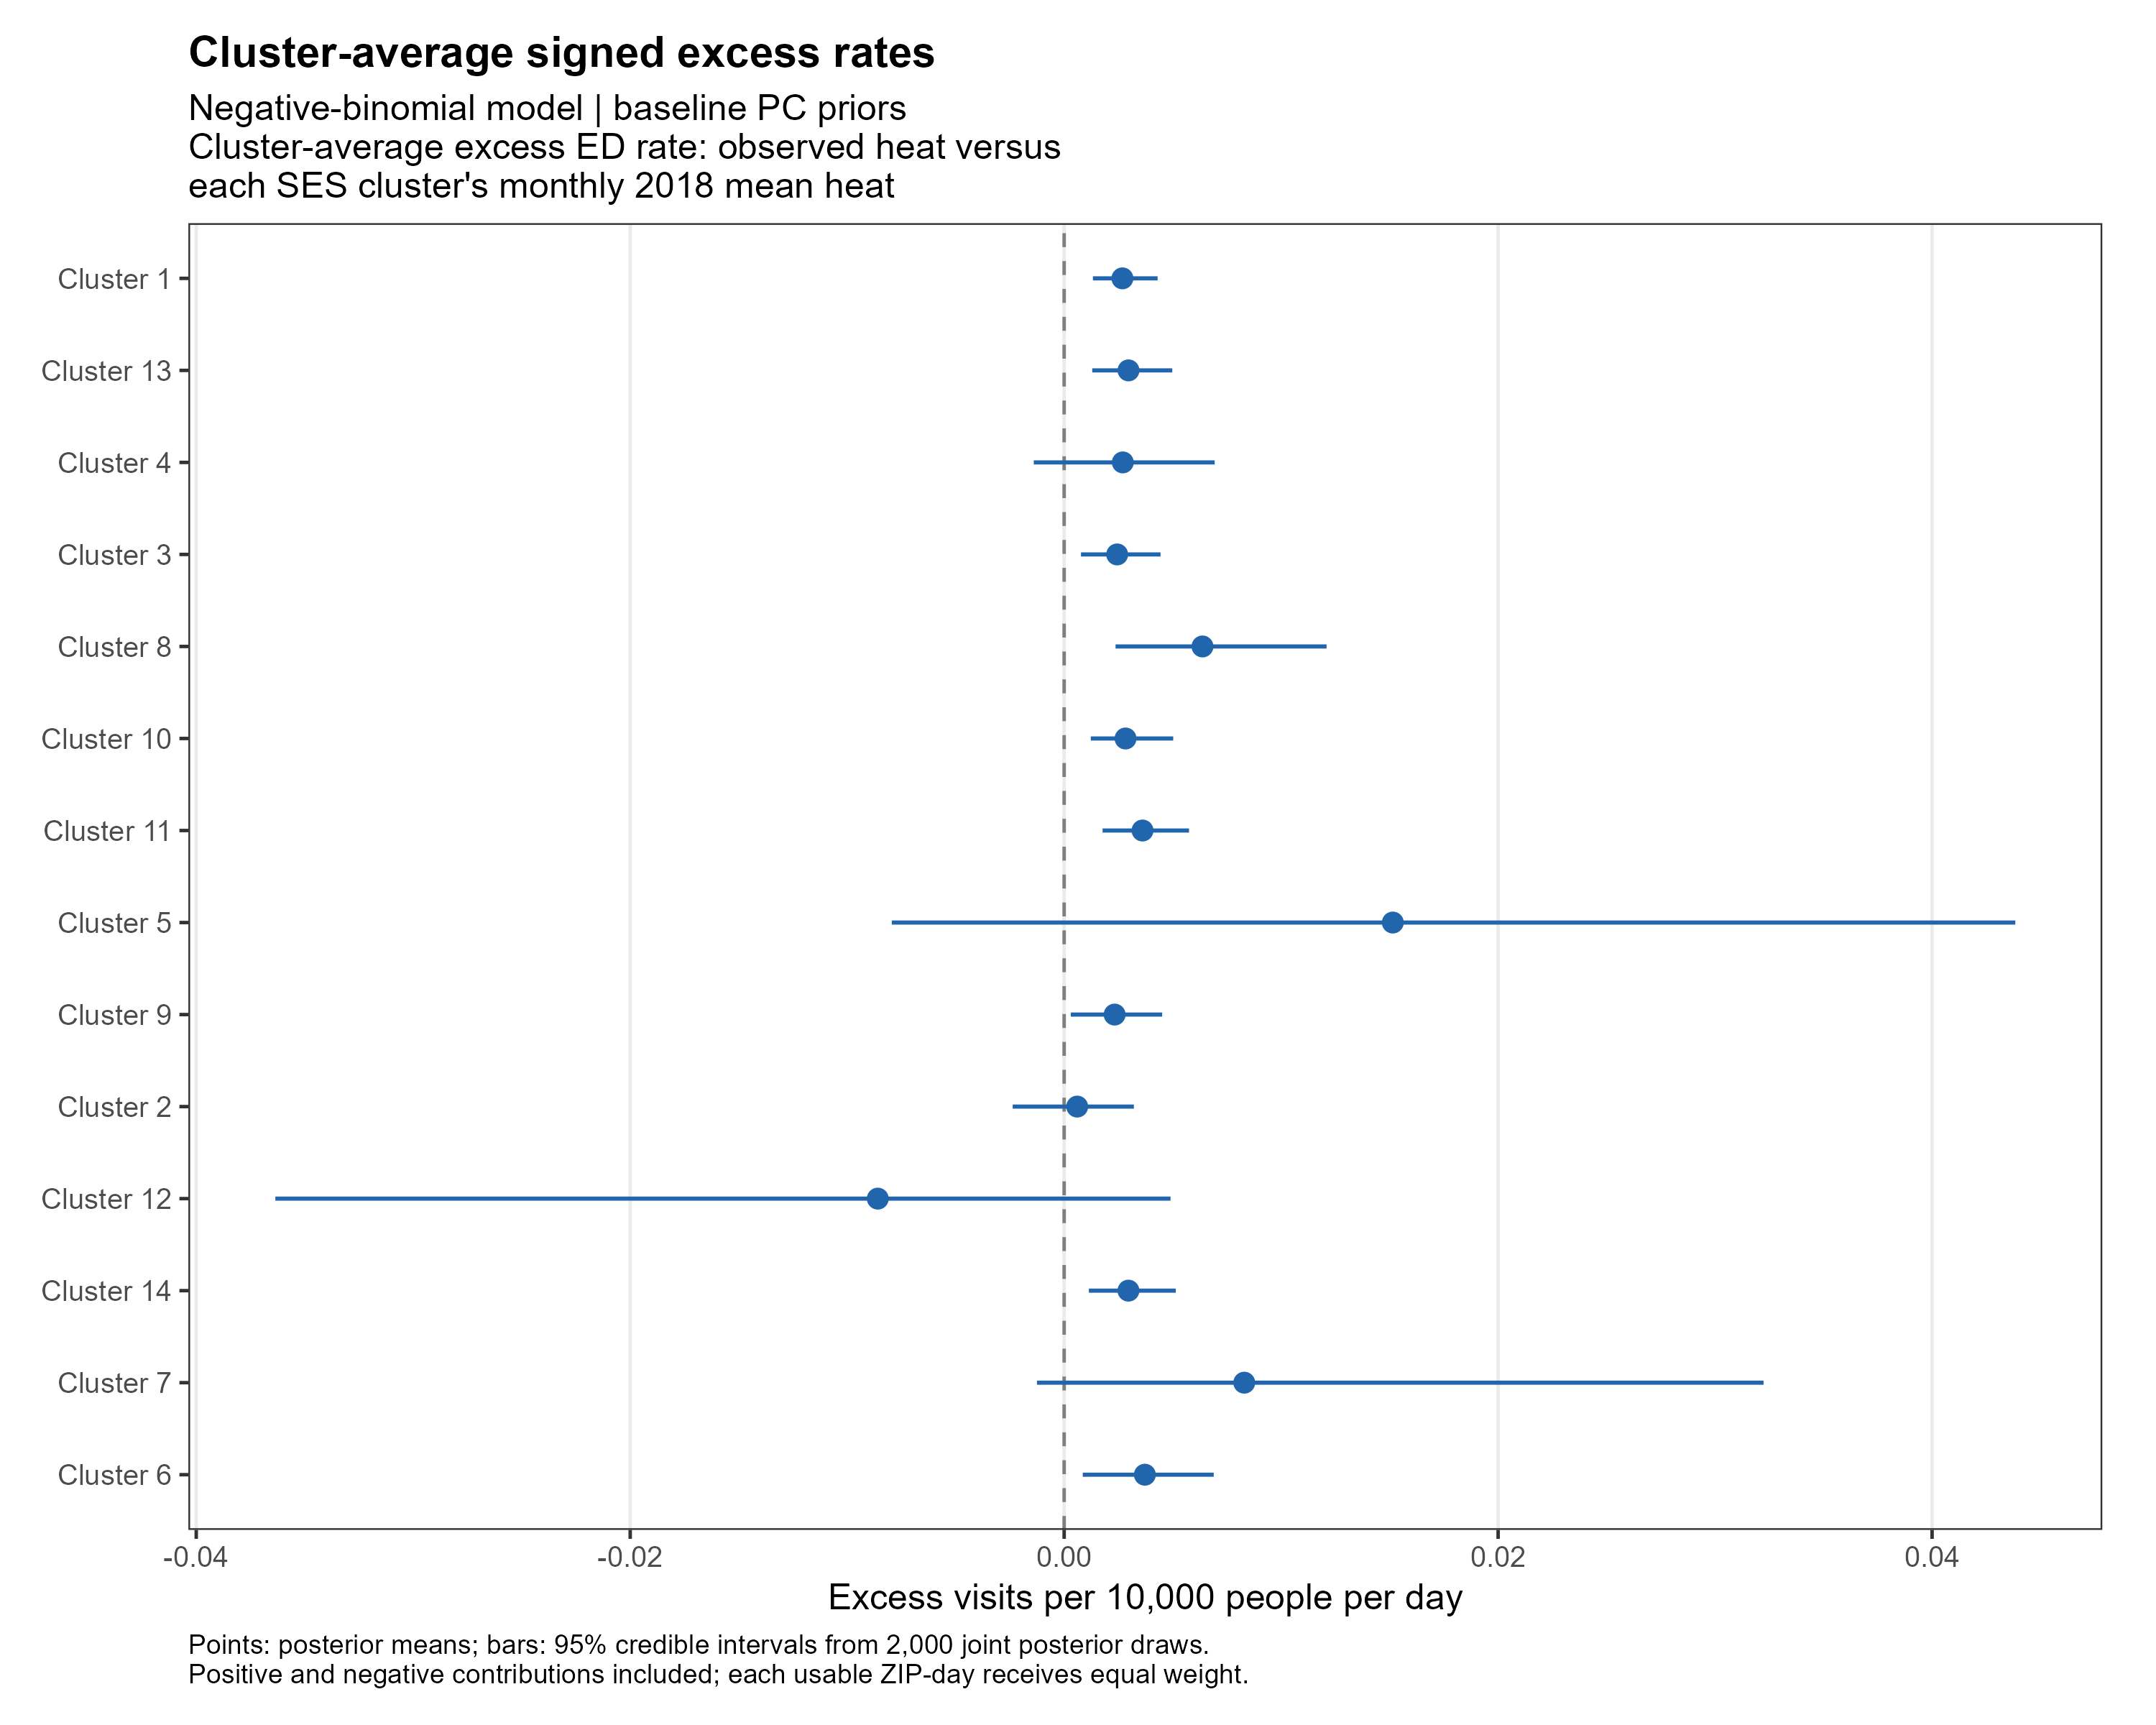 Cluster-average signed excess rates
Negative-binomial model | baseline PC priors
Cluster-average excess ED rate: observed heat versus
each SES cluster's monthly 2018 mean heat
Cluster 1
Cluster 13
Cluster 4
Cluster 3
Cluster 8
Cluster 10
Cluster 11
Cluster 5
Cluster 9
Cluster 2
Cluster 12
Cluster 14
Cluster 7
Cluster 6
-0.04 -0.02 0.00 0.02 0.04
Excess visits per 10,000 people per day
Points: posterior means; bars: 95% credible intervals from 2,000 joint posterior draws.
Positive and negative contributions included; each usable ZIP-day receives equal weight.